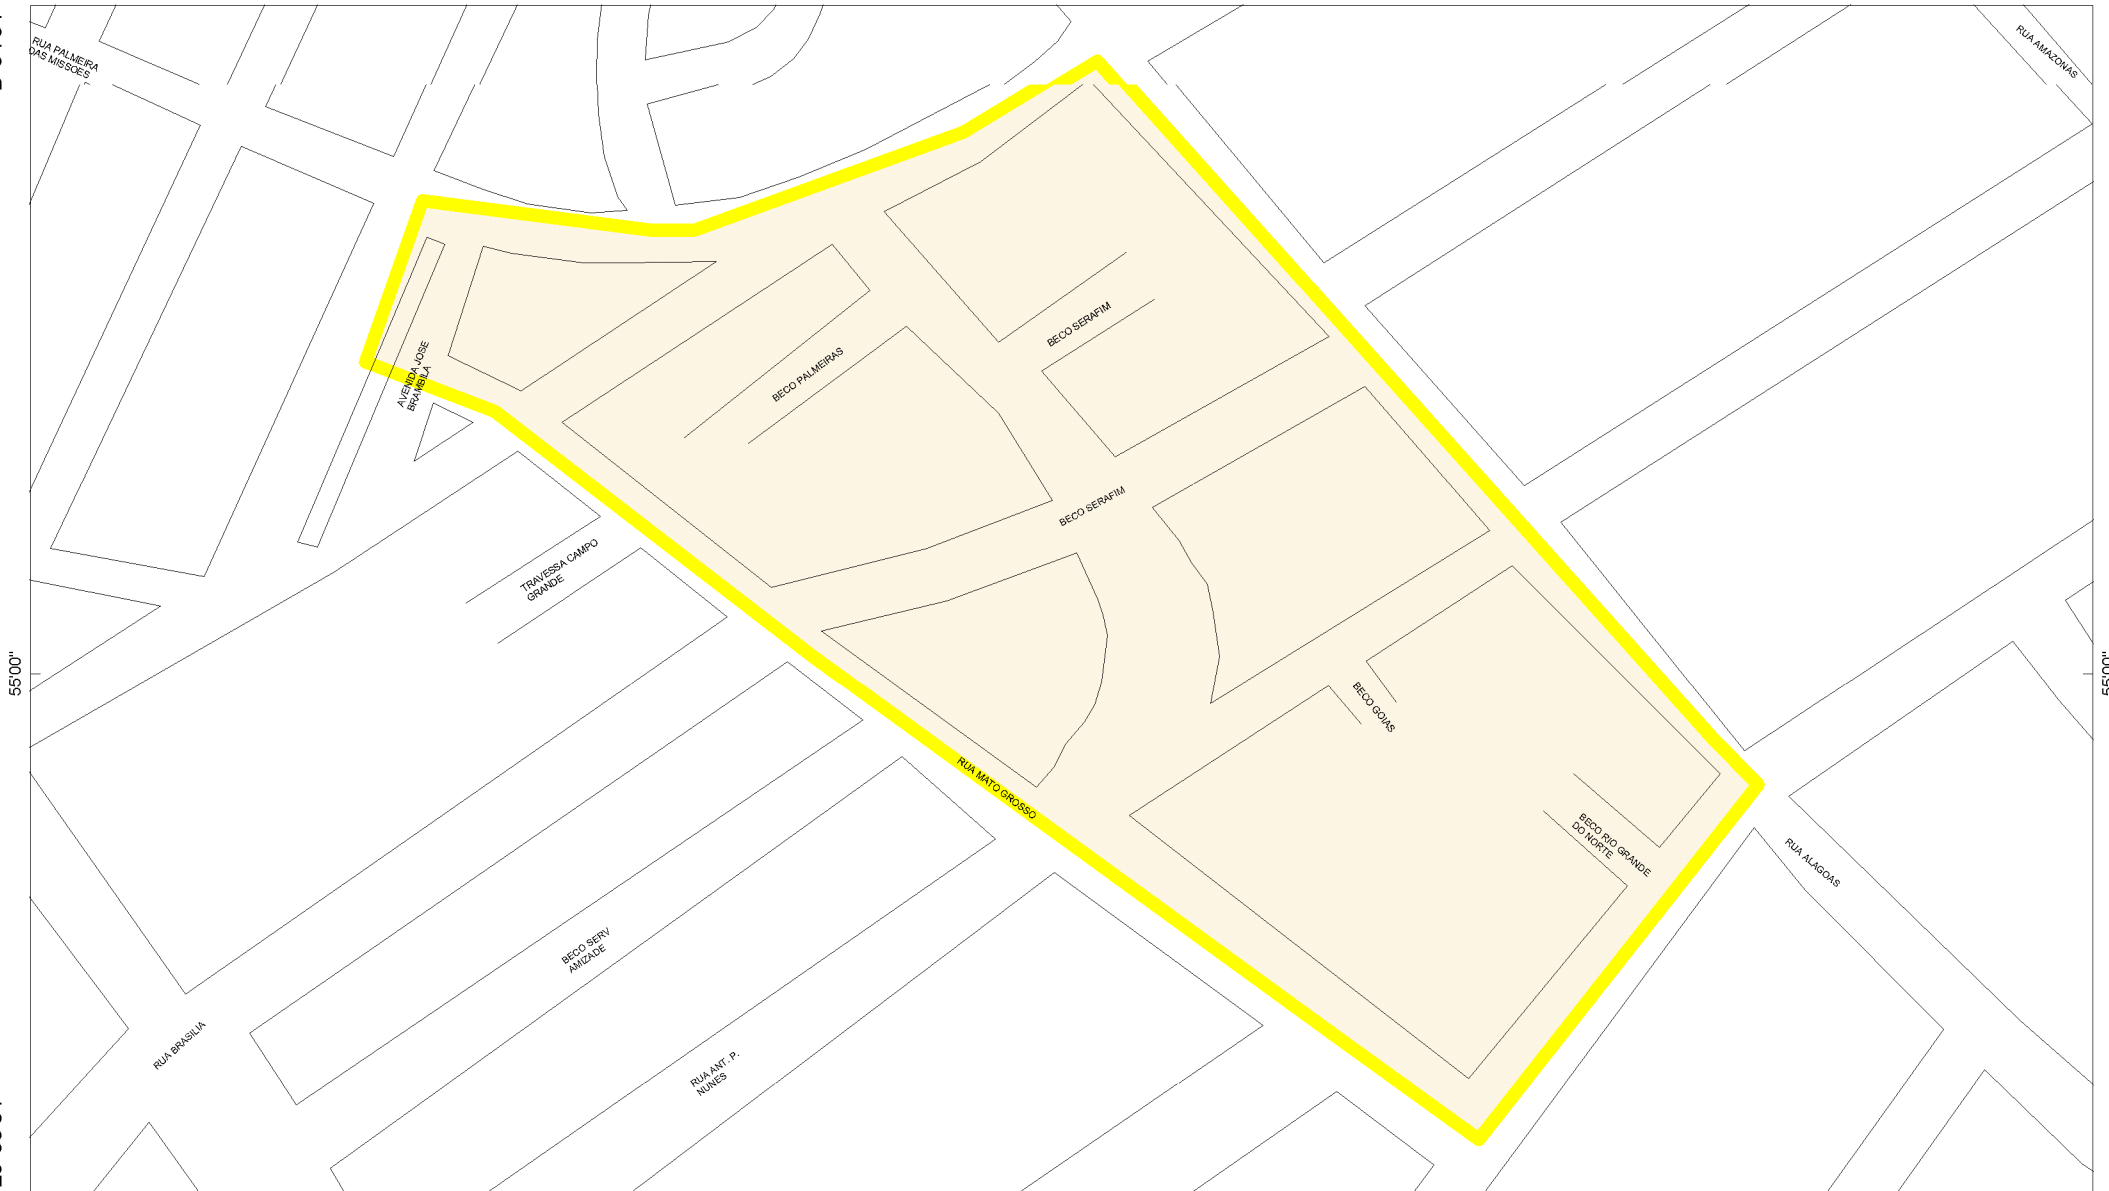 RUA PALMEIRA
DAS MISSOES
RUA AMAZONAS
BECO SERAFIM
BECO PALMEIRAS
AVENIDA JOSE
BRAMBILA
BECO SERAFIM
TRAVESSA CAMPO
GRANDE
55'00"
55'00"
BECO GOIAS
RUA MATO GROSSO
BECO RIO GRANDE
DO NORTE
RUA ALAGOAS
BECO SERV
AMIZADE
RUA BRASILIA
RUA ANT. P.
NUNES